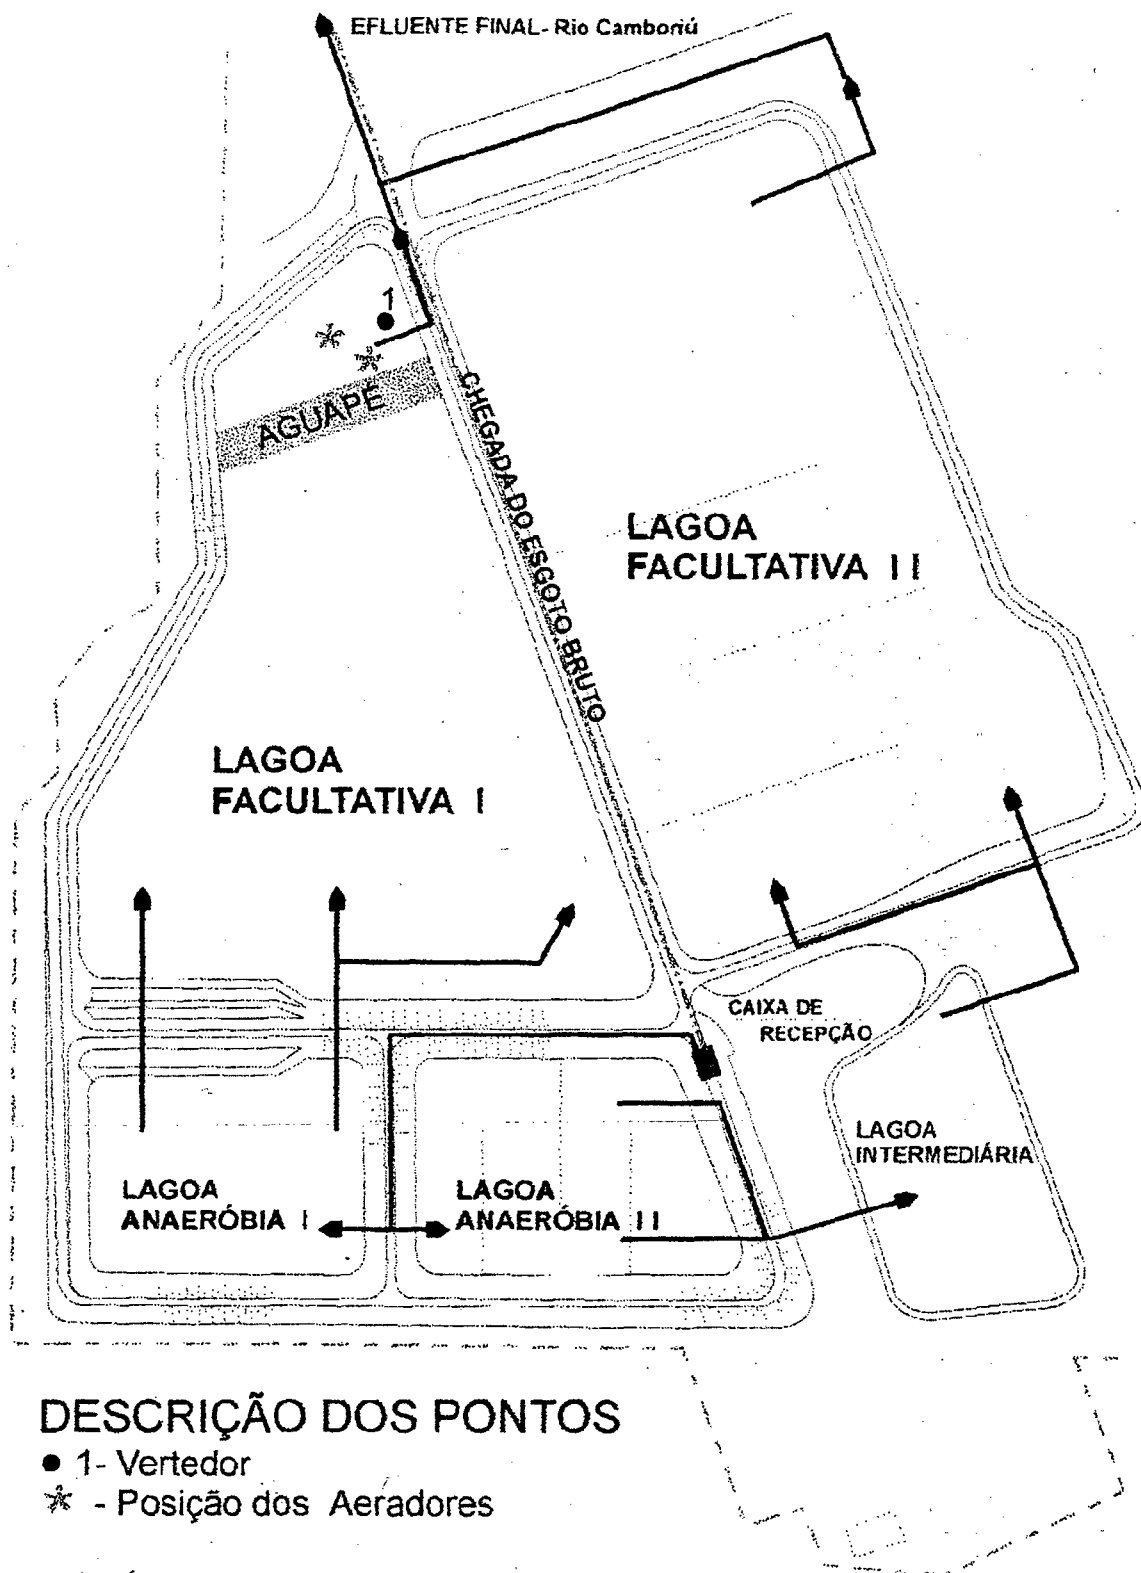 EFLUENTE FINAL- Rio Camboriú
1
AGUAPÉ
CHEGADA DO ESGOTO BRUTO
LAGOA
FACULTATIVA II
LAGOA
FACULTATIVA I
CAIXA DE
RECEPÇÃO
LAGOA
INTERMEDIÁRIA
LAGOA
ANAERÓBIA I
LAGOA
ANAERÓBIA II
DESCRIÇÃO DOS PONTOS
● 1- Vertedor
* - Posição dos Aeradores